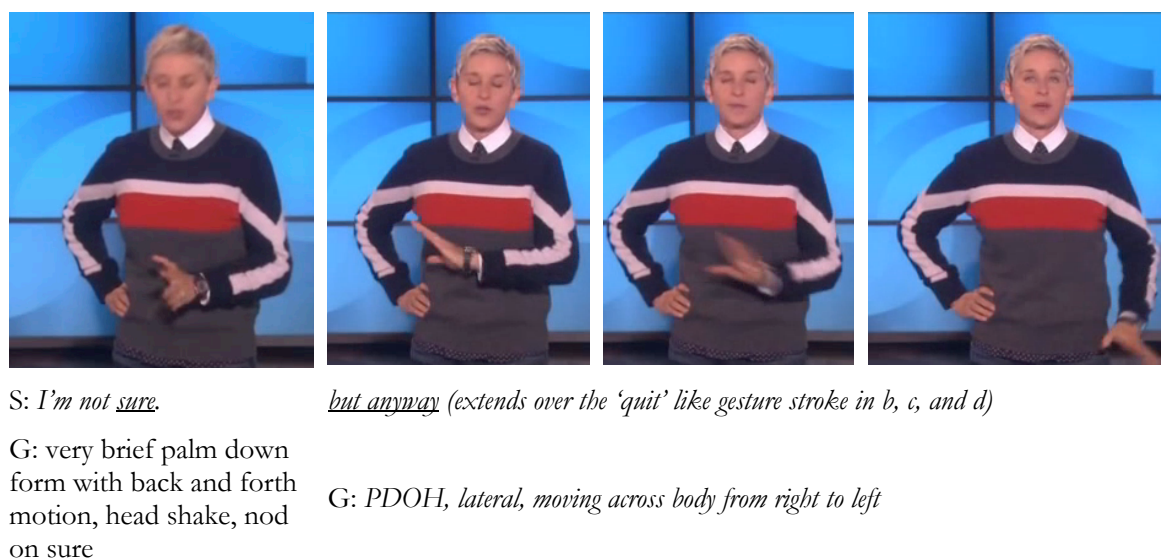 S: I’m not sure.
but anyway (extends over the ‘quit’ like gesture stroke in b, c, and d)
G: very brief palm down
form with back and forth
motion, head shake, nod
on sure
G: PDOH, lateral, moving across body from right to left